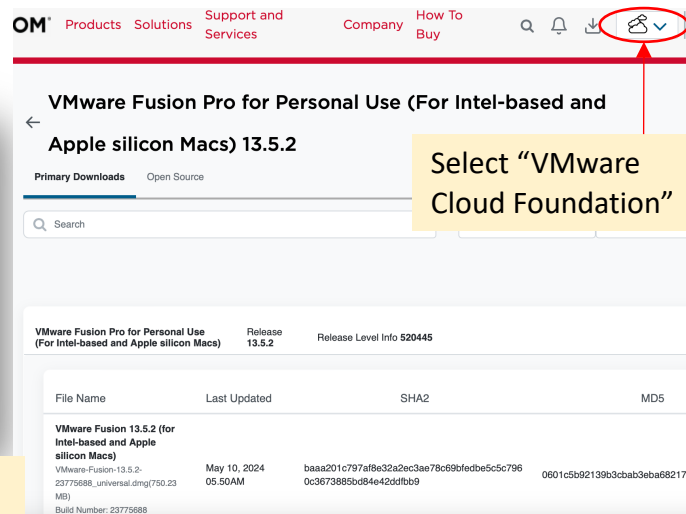 OM®
Products Solutions Support and Services Company How To Buy
VMware Fusion Pro for Personal Use (For Intel-based and
Apple silicon Macs) 13.5.2
Select “VMware
Cloud Foundation”
Primary Downloads Open Source
Search
VMware Fusion Pro for Personal Use
(For Intel-based and Apple silicon Macs)
Release
13.5.2
Release Level Info 520445
File Name Last Updated SHA2 MD5
VMware Fusion 13.5.2 (for
Intel-based and Apple
silicon Macs)
VMware-Fusion-13.5.2-
23775688_universal.dmg(750.23
MB)
Build Number: 23775688
May 10, 2024
05.50AM
baaa201c797af8e32a2ec3ae78c69bfedbe5c5c796
0c3673885bd84e42ddfbb9
0601c5b92139b3cbab3eba68217